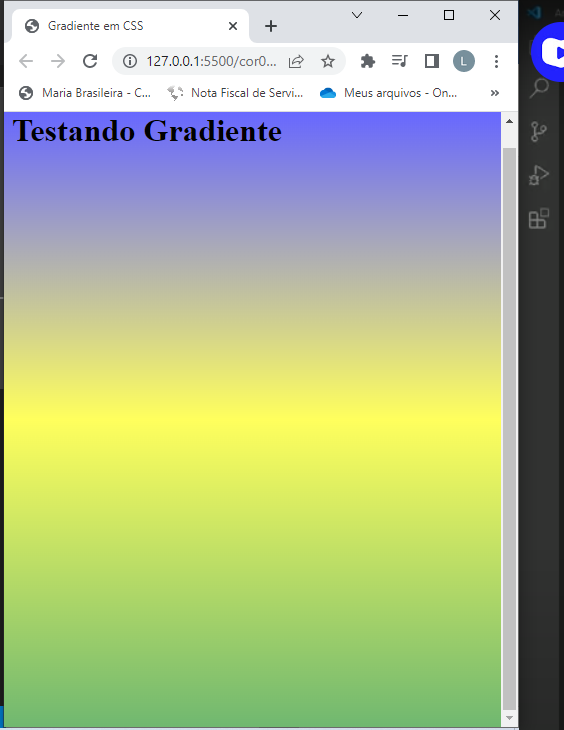 Gradiente em CSS
127.0.0.1:5500/cor0...
L
Maria Brasileira - C...
Nota Fiscal de Servi...
Meus arquivos - On...
»
Testando Gradiente